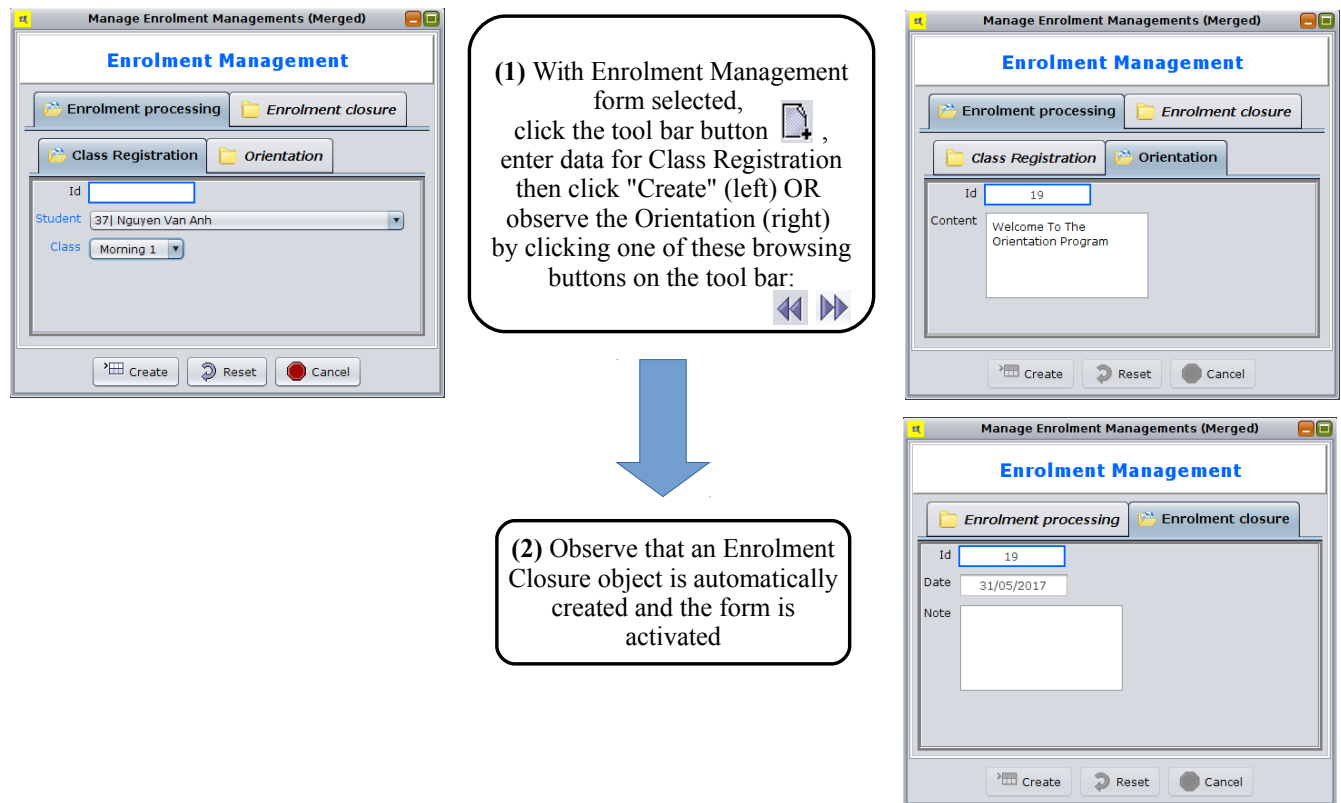 Manage Enrolment Managements (Merged)
Enrolment Management
Enrolment processing
Enrolment closure
Class Registration
Orientation
Id
Student
37| Nguyen Van Anh
Class
Morning 1
Create
Reset
Cancel
(1) With Enrolment Management
form selected,
click the tool bar button ,
enter data for Class Registration
then click "Create" (left) OR
observe the Orientation (right)
by clicking one of these browsing
buttons on the tool bar:
Manage Enrolment Managements (Merged)
Enrolment Management
Enrolment processing
Enrolment closure
Class Registration
Orientation
Id
19
Content
Welcome To The
Orientation Program
Create
Reset
Cancel
(2) Observe that an Enrolment
Closure object is automatically
created and the form is
activated
Manage Enrolment Managements (Merged)
Enrolment Management
Enrolment processing
Enrolment closure
Id
19
Date
31/05/2017
Note
Create
Reset
Cancel